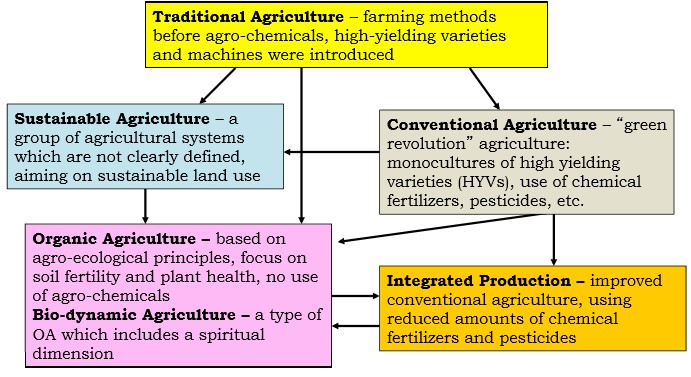 Traditional Agriculture – farming methods
before agro-chemicals, high-yielding varieties
and machines were introduced
Sustainable Agriculture – a
group of agricultural systems
which are not clearly defined,
aiming on sustainable land use
Conventional Agriculture – “green
revolution” agriculture:
monocultures of high yielding
varieties (HYVs), use of chemical
fertilizers, pesticides, etc.
Organic Agriculture – based on
agro-ecological principles, focus on
soil fertility and plant health, no use
of agro-chemicals
Bio-dynamic Agriculture – a type of
OA which includes a spiritual
dimension
Integrated Production – improved
conventional agriculture, using
reduced amounts of chemical
fertilizers and pesticides